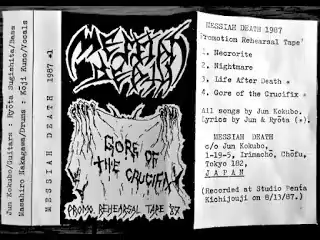 Jun Kokubo/Guitars : Ryōta Sugishita/Bass
Masahiro Nakagawa/Drums : Kōji Kuno/Vocals
MESSIAH DEATH 1987 *1
MESSIAH
DEATH
GORE OF
THE CRUCIFIX
PROMO REHEARSAL TAPE '87
MESSIAH DEATH 1987
'Promotion Rehearsal Tape'
1. Necrorite
2. Nightmare
3. Life After Death *
4. Gore of the Crucifix *
All songs by Jun Kokubo.
Lyrics by Jun & Ryōta (*).
MESSIAH DEATH
c/o Jun Kokubo,
1-19-5, Irimachō, Chōfu,
Tokyo 182,
JAPAN
(Recorded at Studio Penta
Kichijouji on 8/13/87.)